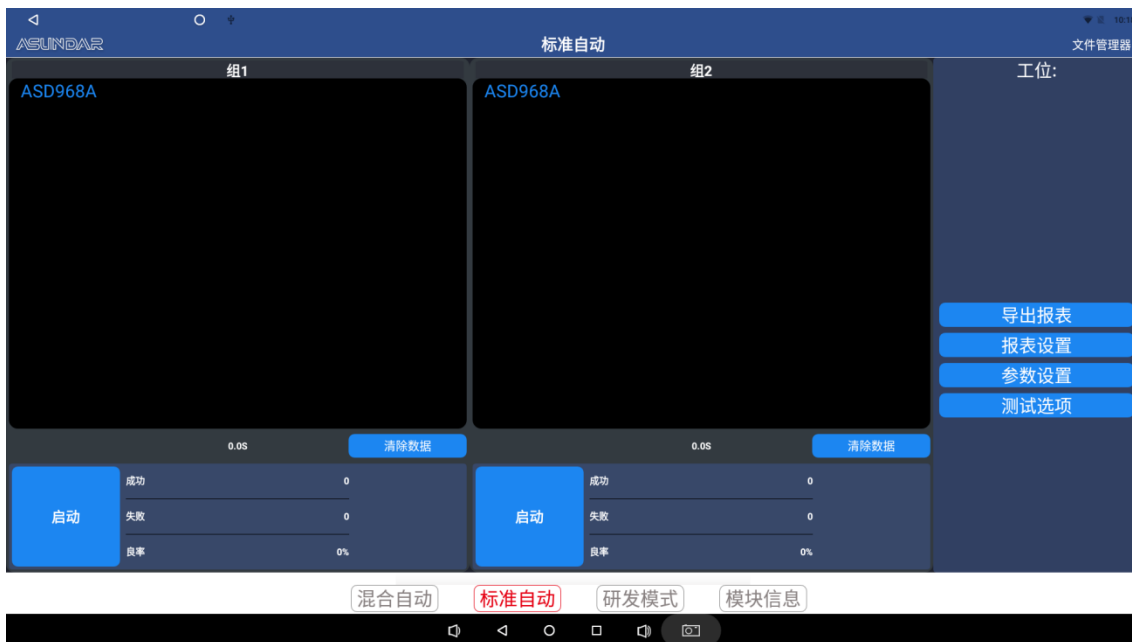 ASUNDAR
标准自动
文件管理器
组1
组2
工位:
ASD968A
ASD968A
导出报表
报表设置
参数设置
测试选项
0.0S
清除数据
0.0S
清除数据
启动
成功 0
失败 0
良率 0%
启动
成功 0
失败 0
良率 0%
混合自动
标准自动
研发模式
模块信息